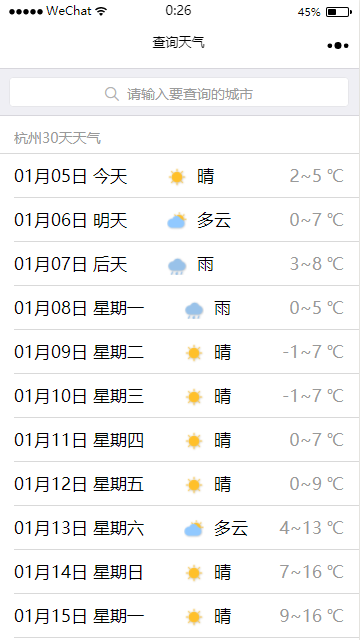 WeChat 0:26 45%
查询天气
请输入要查询的城市
杭州30天天气
01月05日 今天 晴 2~5 ℃
01月06日 明天 多云 0~7 ℃
01月07日 后天 雨 3~8 ℃
01月08日 星期一 雨 0~5 ℃
01月09日 星期二 晴 -1~7 ℃
01月10日 星期三 晴 -1~7 ℃
01月11日 星期四 晴 0~7 ℃
01月12日 星期五 晴 0~9 ℃
01月13日 星期六 多云 4~13 ℃
01月14日 星期日 晴 7~16 ℃
01月15日 星期一 晴 9~16 ℃